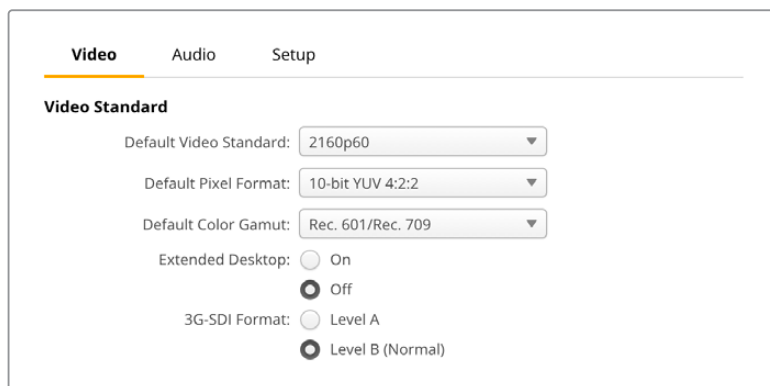 Video Audio Setup
Video Standard
Default Video Standard: 2160p60
Default Pixel Format: 10-bit YUV 4:2:2
Default Color Gamut: Rec. 601/Rec. 709
Extended Desktop: On
Off
3G-SDI Format: Level A
Level B (Normal)